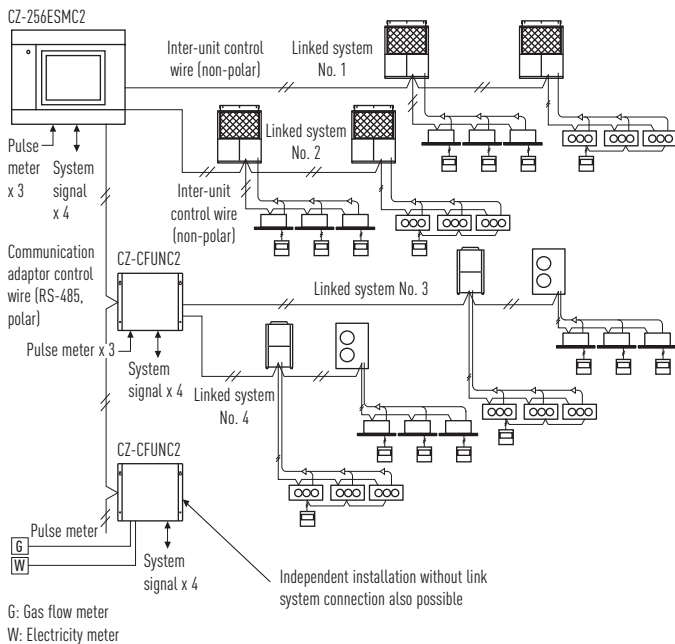 CZ-256ESMC2
Inter-unit control
wire (non-polar)
Linked system
No. 1
Pulse
meter
x 3
System
signal
x 4
Linked system
No. 2
Inter-unit
control wire
(non-polar)
Communication
adaptor control
wire (RS-485,
polar)
CZ-CFUNC2
Linked system No. 3
Pulse meter x 3
System
signal x 4
Linked system
No. 4
CZ-CFUNC2
Pulse meter
G
W
System
signal x 4
Independent installation without link
system connection also possible
G: Gas flow meter
W: Electricity meter